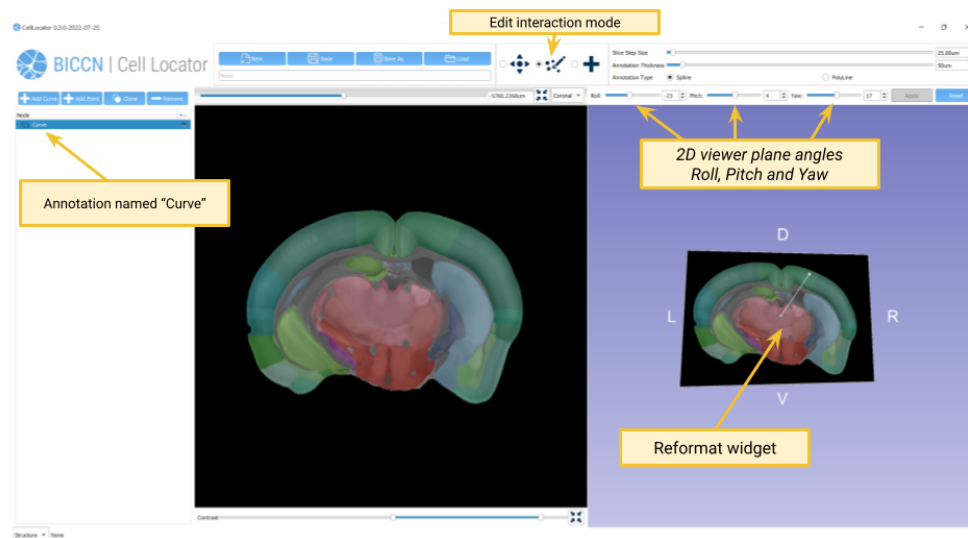 Edit interaction mode
CellLocator 0.3.0-2022-07-25
BICCN | Cell Locator
New
Save
Save As
Load
None
Slice Step Size
25.00um
Annotation Thickness
50um
Annotation Type
Spline
PolyLine
Add Curve
Add Point
Clone
Remove
-5760.2268um
Coronal
Roll:
-23
Pitch:
4
Yaw:
17
Apply
Reset
Node
Curve
2D viewer plane angles
Roll, Pitch and Yaw
Annotation named “Curve”
D
L
R
V
Reformat widget
Contrast
Structure
None